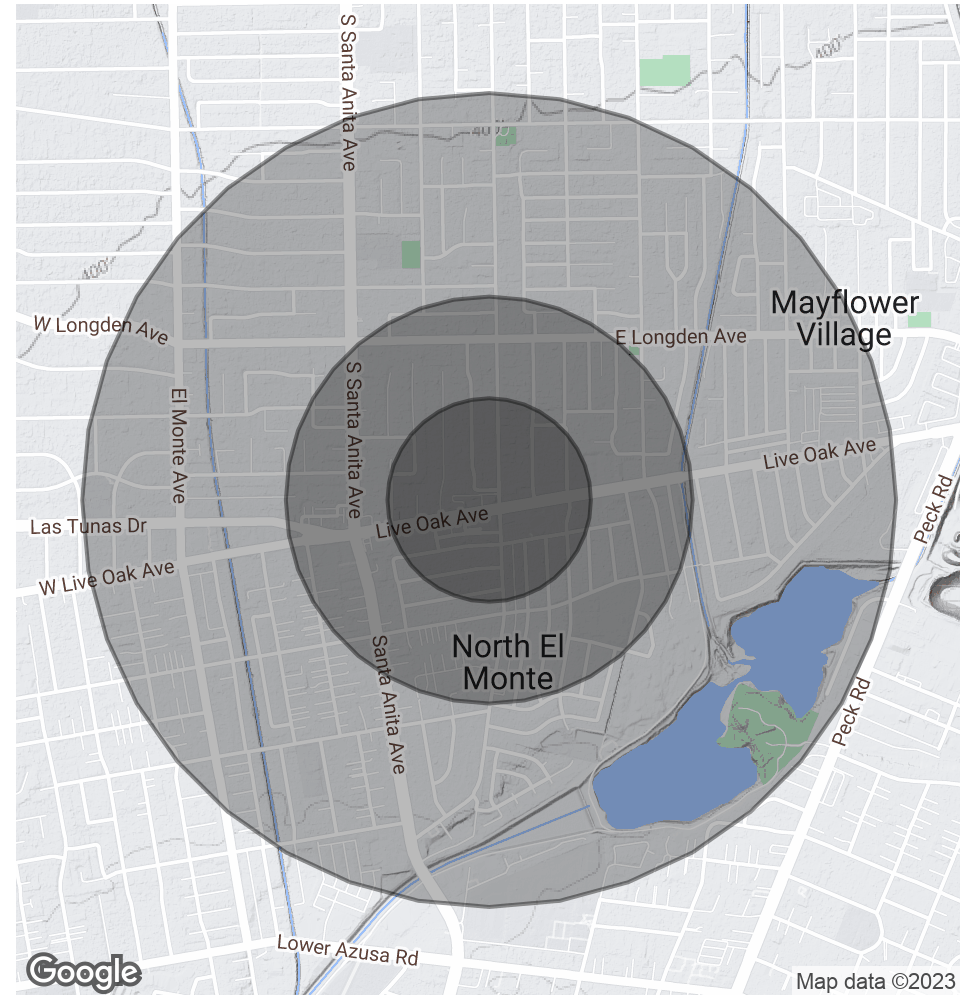 S Santa Anita Ave
400'
400'
400'
Mayflower
Village
W Longden Ave
E Longden Ave
El Monte Ave
S Santa Anita Ave
Live Oak Ave
Las Tunas Dr
Live Oak Ave
Peck Rd
W Live Oak Ave
North El
Monte
Santa Anita Ave
Peck Rd
Lower Azusa Rd
Google
Map data ©2023